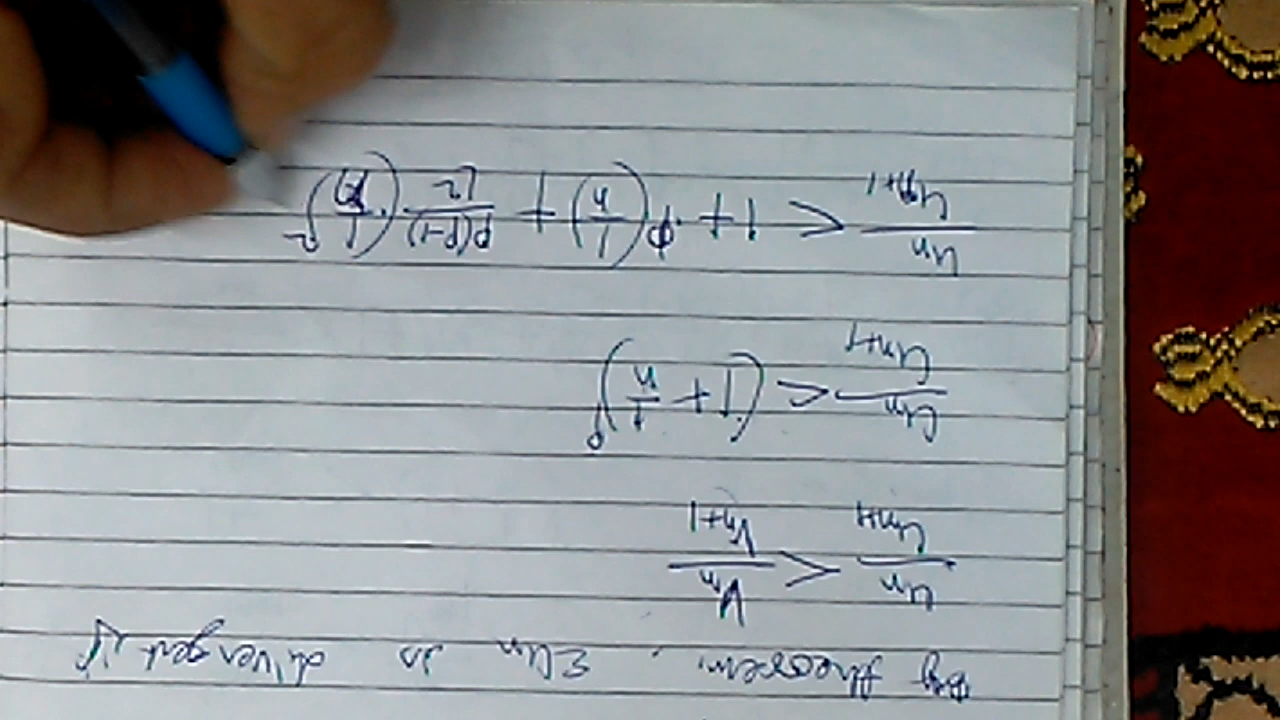 By theorem, Σun is divergent if
un/un+1 < Vn/Vn+1
un/un+1 < (1 + 1/n)^p
un/un+1 < 1 + p(1/n) + p(p-1)/⌊2 (1/n)^2